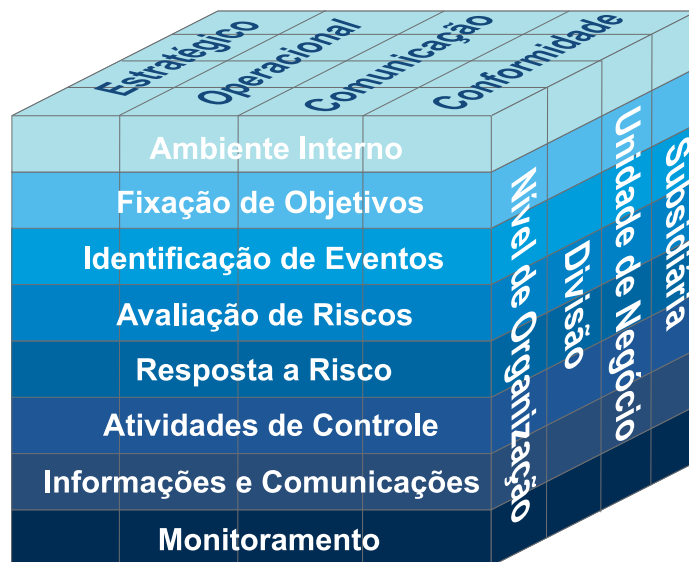 Estratégico
Operacional
Comunicação
Conformidade
Ambiente Interno
Fixação de Objetivos
Identificação de Eventos
Avaliação de Riscos
Resposta a Risco
Atividades de Controle
Informações e Comunicações
Monitoramento
Nível de Organização
Divisão
Unidade de Negócio
Subsidiária